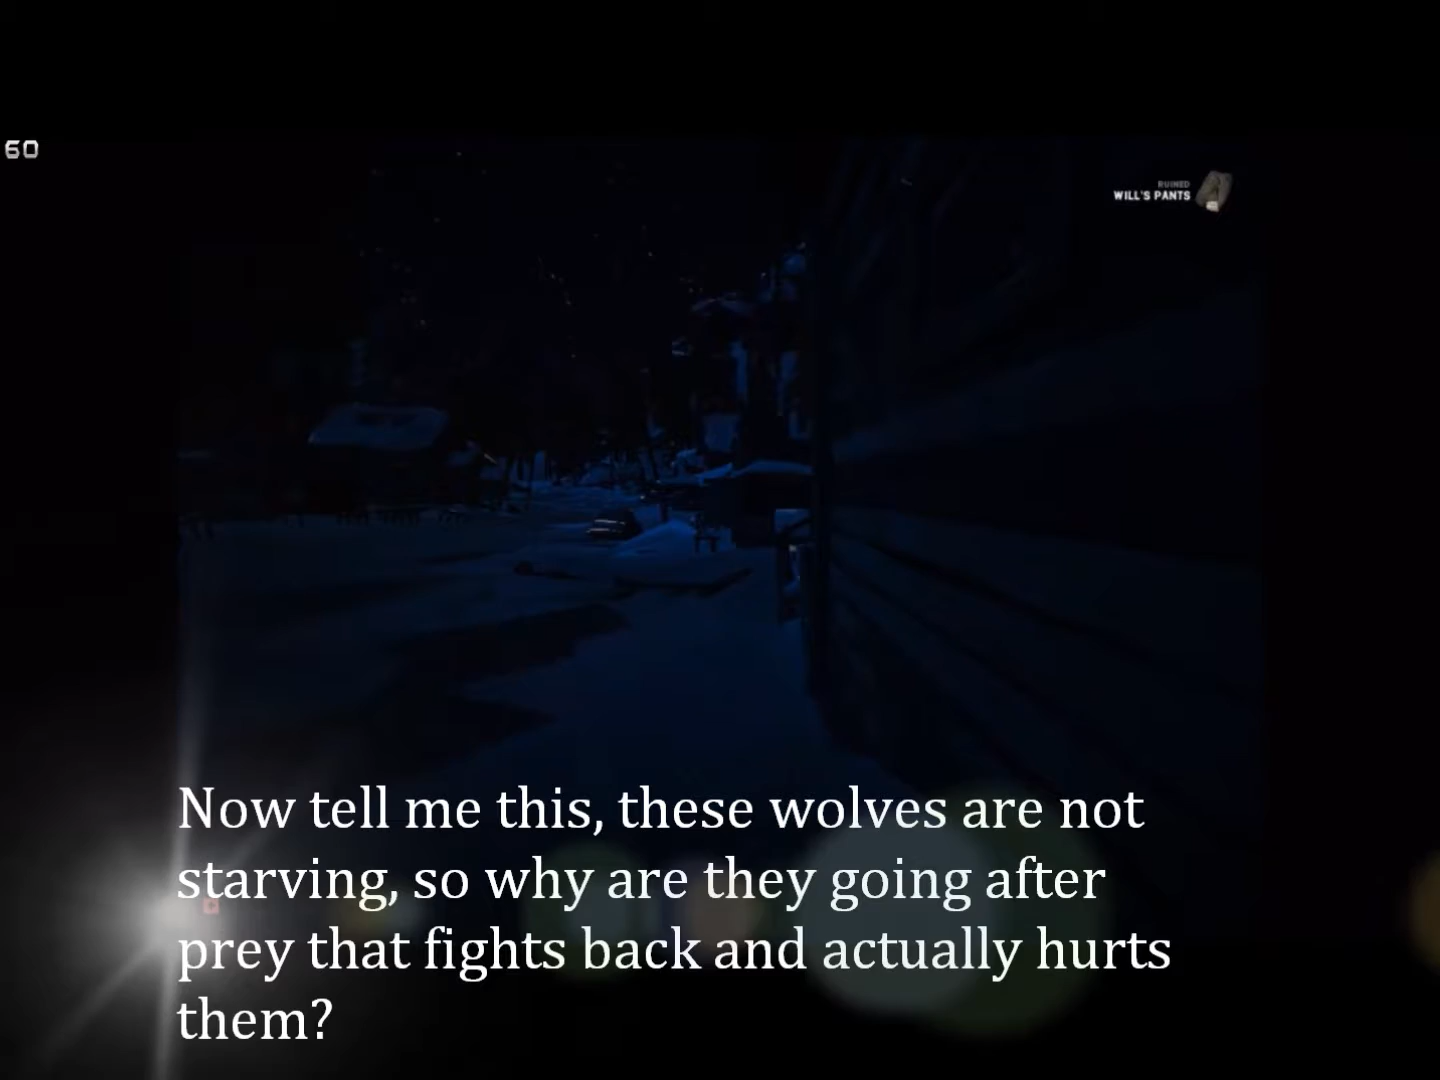 60
RUINED
WILL'S PANTS
Now tell me this, these wolves are not
starving, so why are they going after
prey that fights back and actually hurts
them?